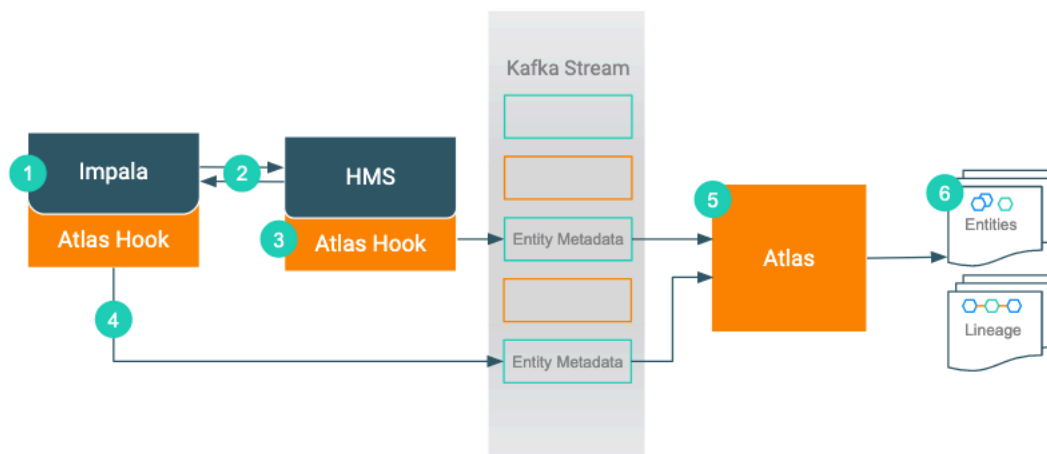 Kafka Stream
1
Impala
2
HMS
Atlas Hook
3
Atlas Hook
Entity Metadata
4
Entity Metadata
5
Atlas
6
Entities
Lineage